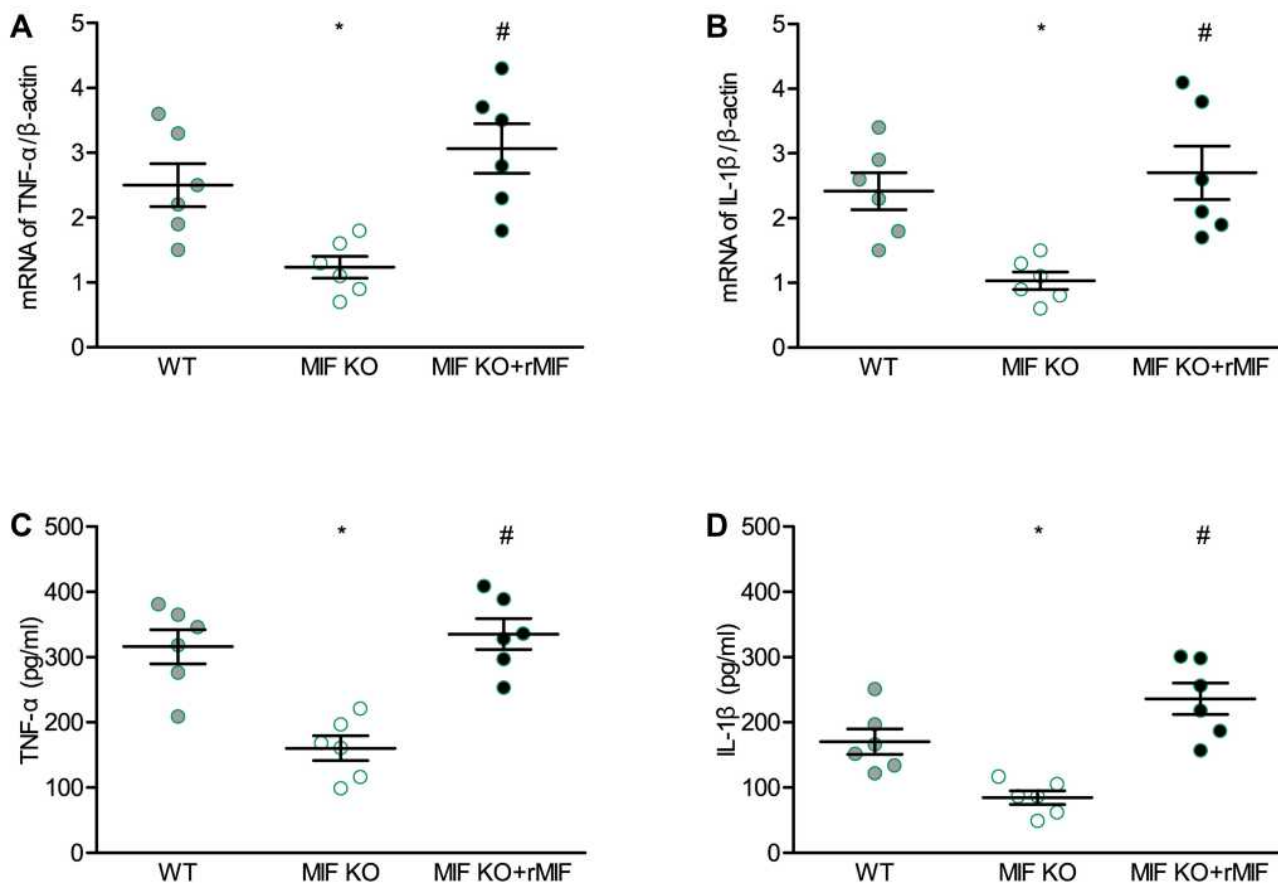 A
mRNA of TNF-α/β-actin
5
4
3
2
1
0
*
#
WT
MIF KO
MIF KO+rMIF
B
mRNA of IL-1β/β-actin
5
4
3
2
1
0
*
#
WT
MIF KO
MIF KO+rMIF
C
TNF-α (pg/ml)
500
400
300
200
100
0
*
#
WT
MIF KO
MIF KO+rMIF
D
IL-1β (pg/ml)
500
400
300
200
100
0
*
#
WT
MIF KO
MIF KO+rMIF